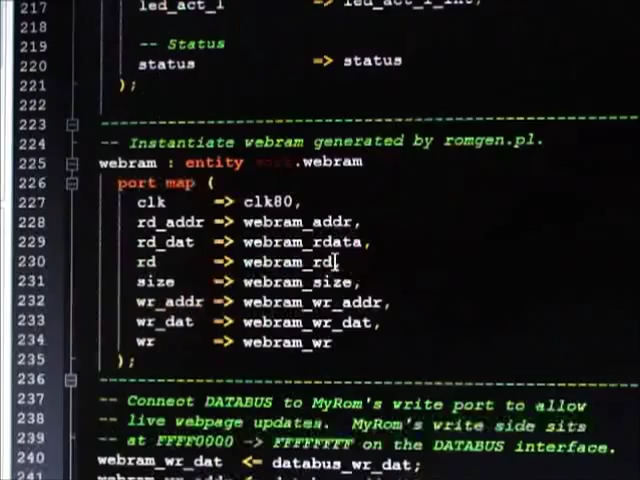 217 led_act_l => led_act_l_int,
218
219 -- Status
220 status => status
221 );
222
223 --------------------------------------------------------
224 -- Instantiate webram generated by romgen.pl.
225 webram : entity work.webram
226 port map (
227 clk => clk80,
228 rd_addr => webram_addr,
229 rd_dat => webram_rdata,
230 rd => webram_rd,
231 size => webram_size,
232 wr_addr => webram_wr_addr,
233 wr_dat => webram_wr_dat,
234 wr => webram_wr
235 );
236 --------------------------------------------------------
237 -- Connect DATABUS to MyRom's write port to allow
238 -- live webpage updates. MyRom's write side sits
239 -- at FFFF0000 -> FFFFFFFF on the DATABUS interface.
240 webram_wr_dat <= databus_wr_dat;
241